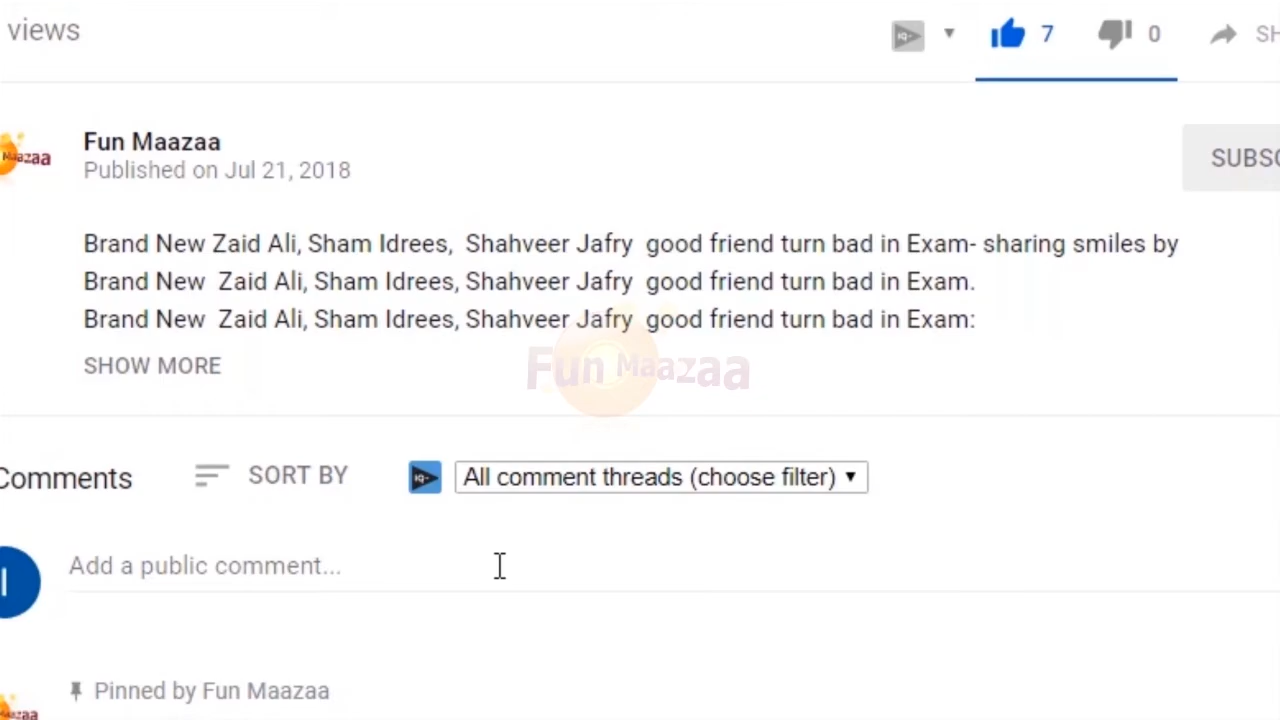 views
7
0
Fun Maazaa
Published on Jul 21, 2018
Maazaa
Brand New Zaid Ali, Sham Idrees,  Shahveer Jafry  good friend turn bad in Exam- sharing smiles by
Brand New  Zaid Ali, Sham Idrees, Shahveer Jafry  good friend turn bad in Exam.
Brand New  Zaid Ali, Sham Idrees, Shahveer Jafry  good friend turn bad in Exam:
SHOW MORE
Fun Maazaa
Comments
SORT BY
All comment threads (choose filter)
Add a public comment...
I
Pinned by Fun Maazaa